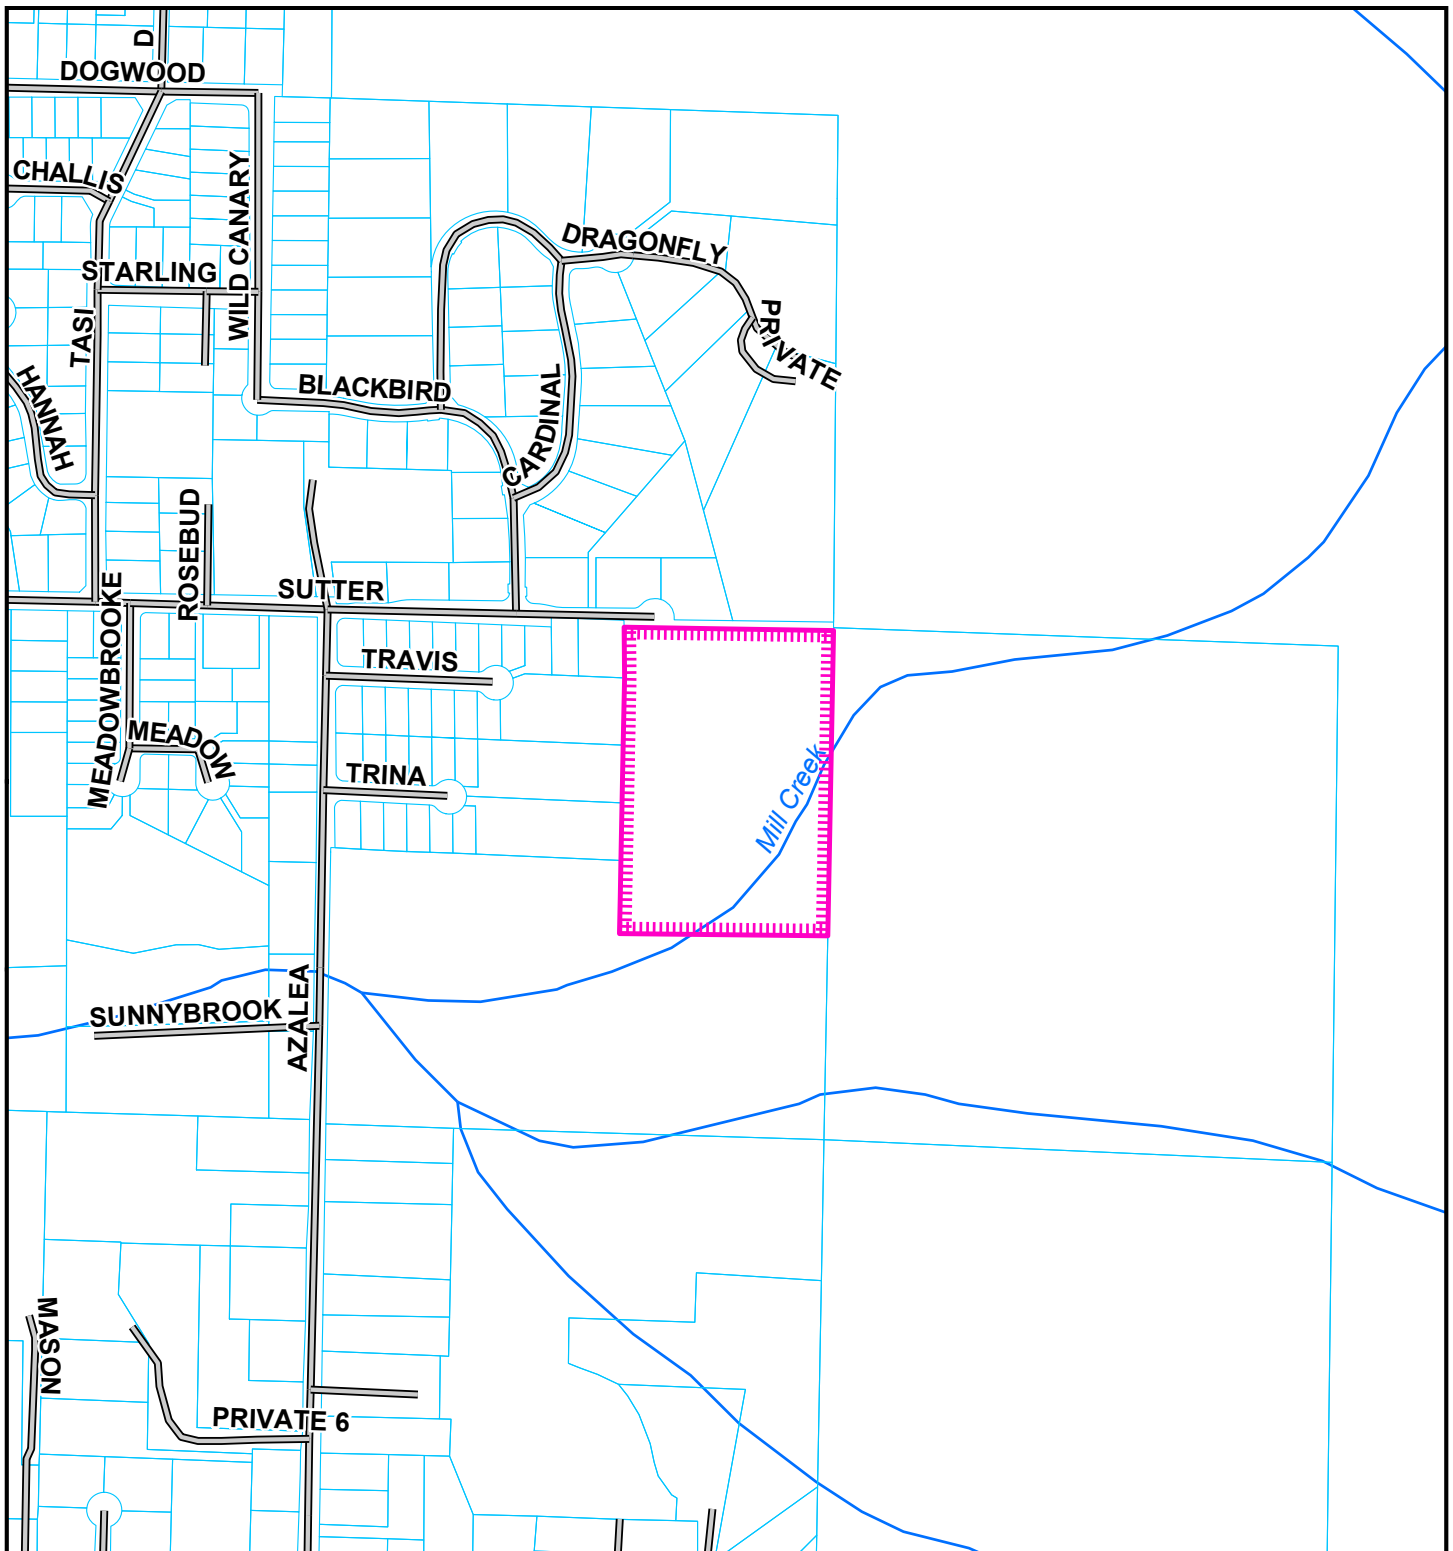 D
DOGWOOD
CHALLIS
WILD CANARY
DRAGONFLY
STARLING
TASI
PRIVATE
HANNAH
BLACKBIRD
CARDINAL
ROSEBUD
SUTTER
MEADOWBROOKE
TRAVIS
MEADOW
TRINA
Mill Creek
SUNNYBROOK
AZALEA
MASON
PRIVATE 6